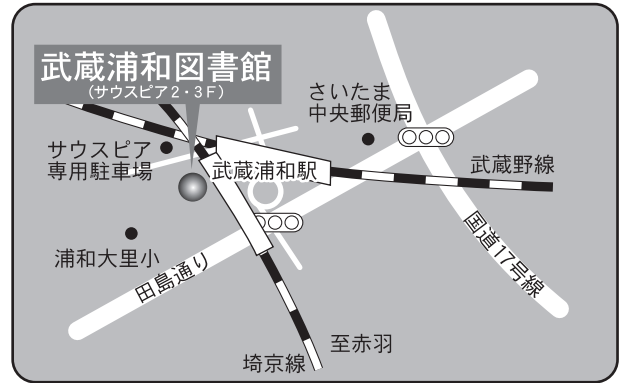 武蔵浦和図書館
(サウスピア2・3F)
さいたま
中央郵便局
サウスピア
専用駐車場
武蔵浦和駅
武蔵野線
浦和大里小
田島通り
国道17号線
至赤羽
埼京線